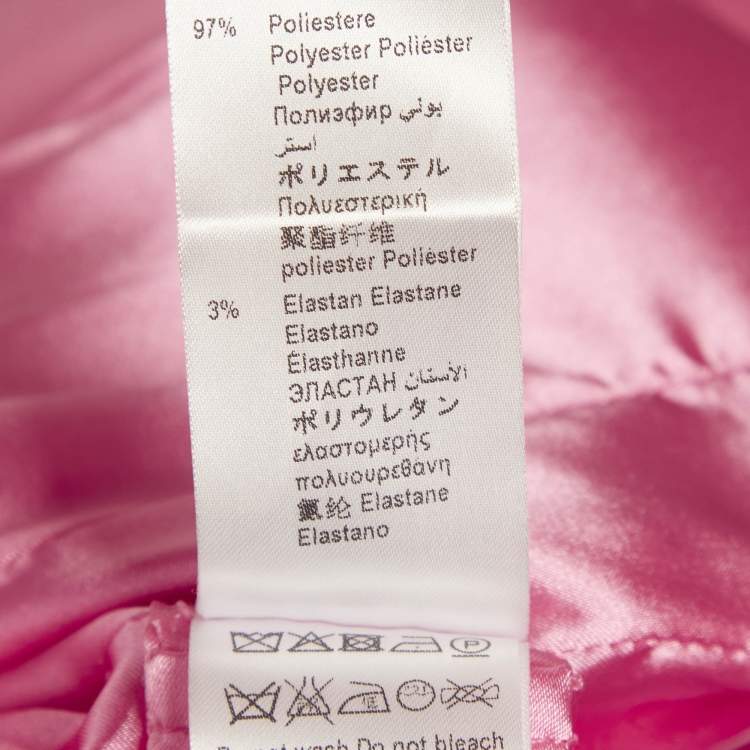 97% Poliestere
Polyester Poliéster
Polyester
Полиэфир بولي
استر
ポリエステル
Πολυεστερική
聚酯纤维
poliester Poliéster
3% Elastan Elastane
Elastano
Élasthanne
ЭЛАСТАН الأستان
ポリウレタン
ελαστομερής
πολυουρεθάνη
氨纶 Elastane
Elastano
P
Do not wash Do not bleach